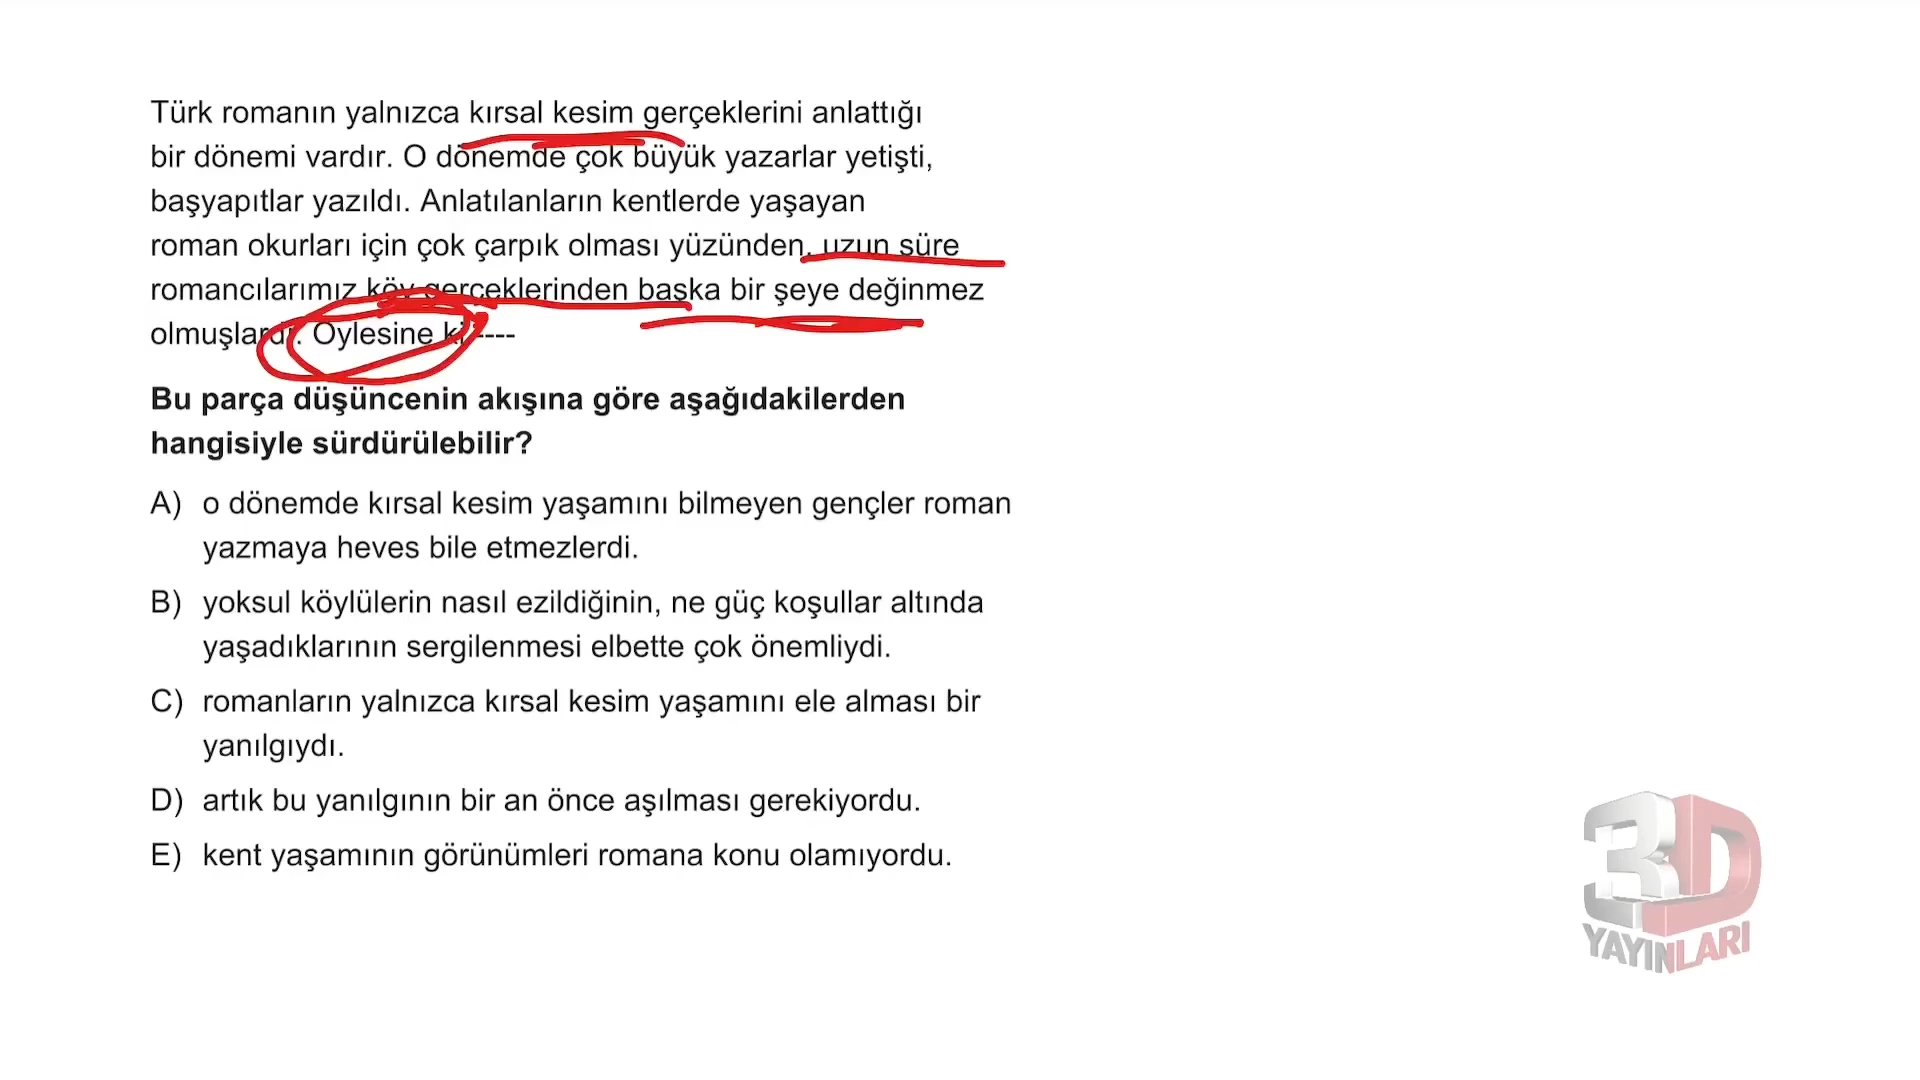 Türk romanın yalnızca kırsal kesim gerçeklerini anlattığı
bir dönemi vardır. O dönemde çok büyük yazarlar yetişti,
başyapıtlar yazıldı. Anlatılanların kentlerde yaşayan
roman okurları için çok çarpık olması yüzünden, uzun süre
romancılarımız köy gerçeklerinden başka bir şeye değinmez
olmuşlardı. Öylesine ki ----
Bu parça düşüncenin akışına göre aşağıdakilerden
hangisiyle sürdürülebilir?
A) o dönemde kırsal kesim yaşamını bilmeyen gençler roman
yazmaya heves bile etmezlerdi.
B) yoksul köylülerin nasıl ezildiğinin, ne güç koşullar altında
yaşadıklarının sergilenmesi elbette çok önemliydi.
C) romanların yalnızca kırsal kesim yaşamını ele alması bir
yanılgıydı.
D) artık bu yanılgının bir an önce aşılması gerekiyordu.
E) kent yaşamının görünümleri romana konu olamıyordu.
3D
YAYINLARI